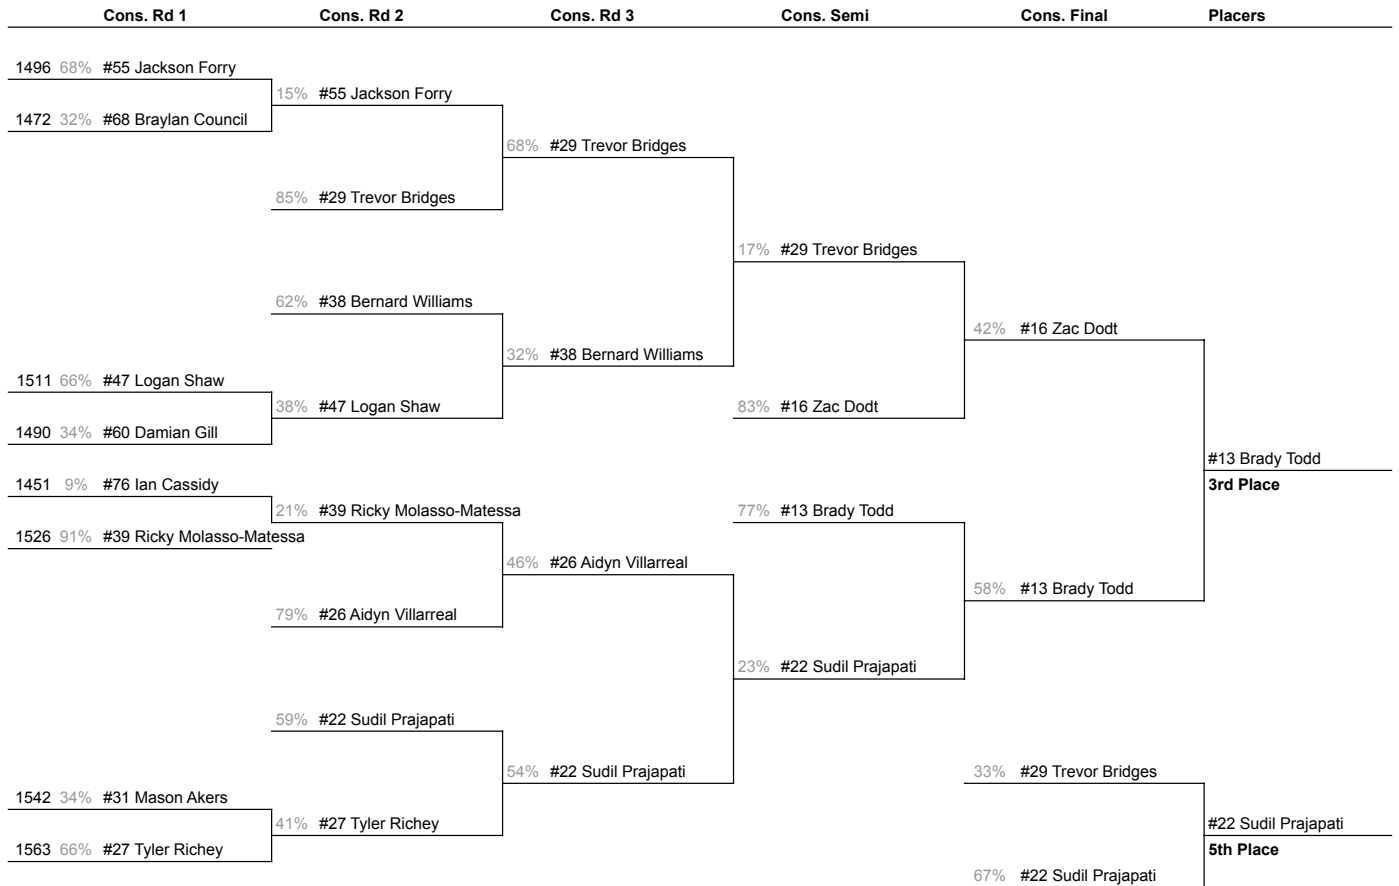 Cons. Rd 1 Cons. Rd 2 Cons. Rd 3 Cons. Semi Cons. Final Placers
1496 68% #55 Jackson Forry
15% #55 Jackson Forry
1472 32% #68 Braylan Council
68% #29 Trevor Bridges
85% #29 Trevor Bridges
17% #29 Trevor Bridges
62% #38 Bernard Williams
42% #16 Zac Dodt
32% #38 Bernard Williams
1511 66% #47 Logan Shaw
38% #47 Logan Shaw 83% #16 Zac Dodt
1490 34% #60 Damian Gill
#13 Brady Todd
1451 9% #76 Ian Cassidy 3rd Place
21% #39 Ricky Molasso-Matessa 77% #13 Brady Todd
1526 91% #39 Ricky Molasso-Matessa
46% #26 Aidyn Villarreal
58% #13 Brady Todd
79% #26 Aidyn Villarreal
23% #22 Sudil Prajapati
59% #22 Sudil Prajapati
54% #22 Sudil Prajapati 33% #29 Trevor Bridges
1542 34% #31 Mason Akers
41% #27 Tyler Richey #22 Sudil Prajapati
1563 66% #27 Tyler Richey 5th Place
67% #22 Sudil Prajapati